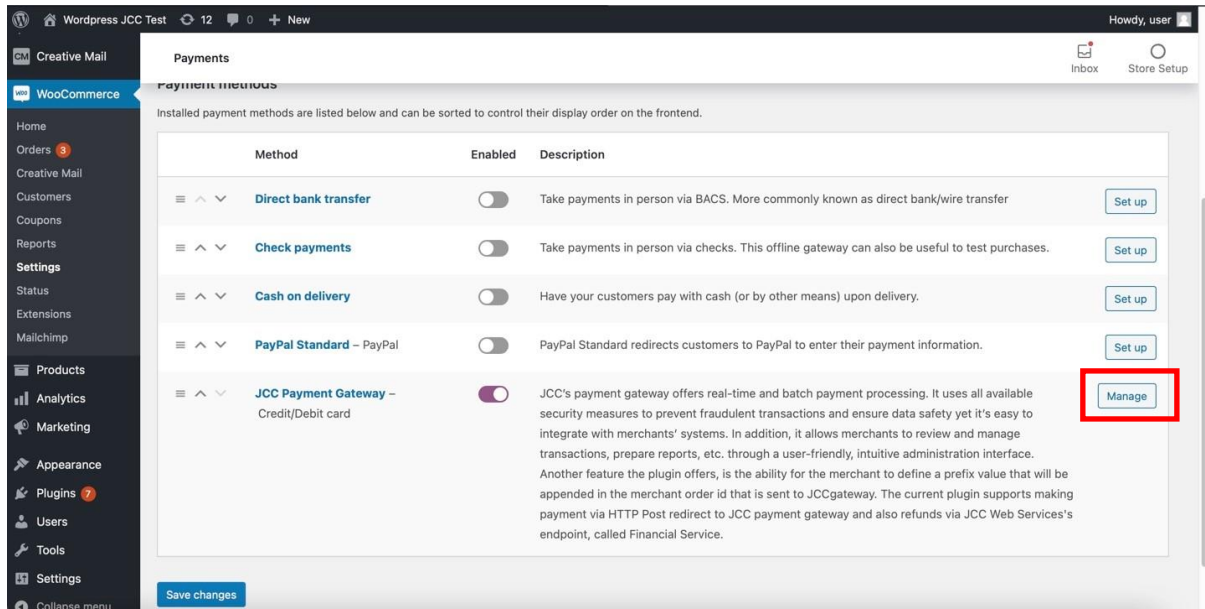 Wordpress JCC Test 12 0 New Howdy, user
Creative Mail
WooCommerce
Home
Orders 3
Creative Mail
Customers
Coupons
Reports
Settings
Status
Extensions
Mailchimp
Products
Analytics
Marketing
Appearance
Plugins 7
Users
Tools
Settings
Collapse menu
Payments
Inbox
Store Setup
Payment methods
Installed payment methods are listed below and can be sorted to control their display order on the frontend.
Method Enabled Description
Direct bank transfer Take payments in person via BACS. More commonly known as direct bank/wire transfer Set up
Check payments Take payments in person via checks. This offline gateway can also be useful to test purchases. Set up
Cash on delivery Have your customers pay with cash (or by other means) upon delivery. Set up
PayPal Standard – PayPal PayPal Standard redirects customers to PayPal to enter their payment information. Set up
JCC Payment Gateway – JCC's payment gateway offers real-time and batch payment processing. It uses all available Manage
Credit/Debit card security measures to prevent fraudulent transactions and ensure data safety yet it's easy to
integrate with merchants' systems. In addition, it allows merchants to review and manage
transactions, prepare reports, etc. through a user-friendly, intuitive administration interface.
Another feature the plugin offers, is the ability for the merchant to define a prefix value that will be
appended in the merchant order id that is sent to JCCgateway. The current plugin supports making
payment via HTTP Post redirect to JCC payment gateway and also refunds via JCC Web Services's
endpoint, called Financial Service.
Save changes